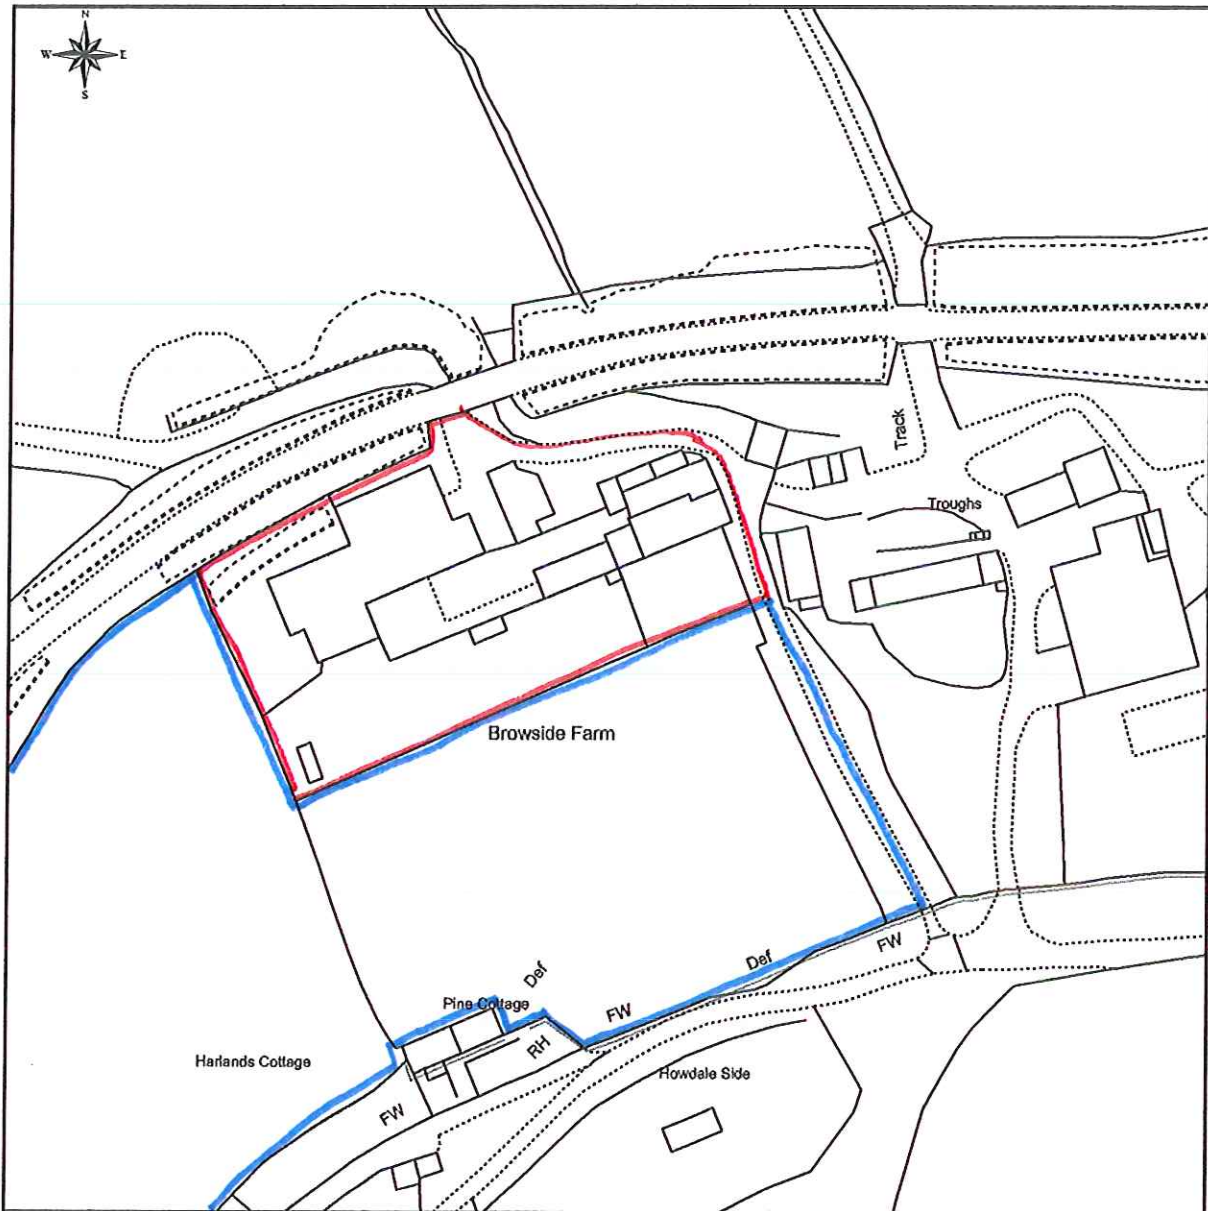 N
W E
S
Track
Troughs
Browside Farm
Def
Def
FW
Pine Cottage
FW
RH
Harlands Cottage
Howdale Side
FW